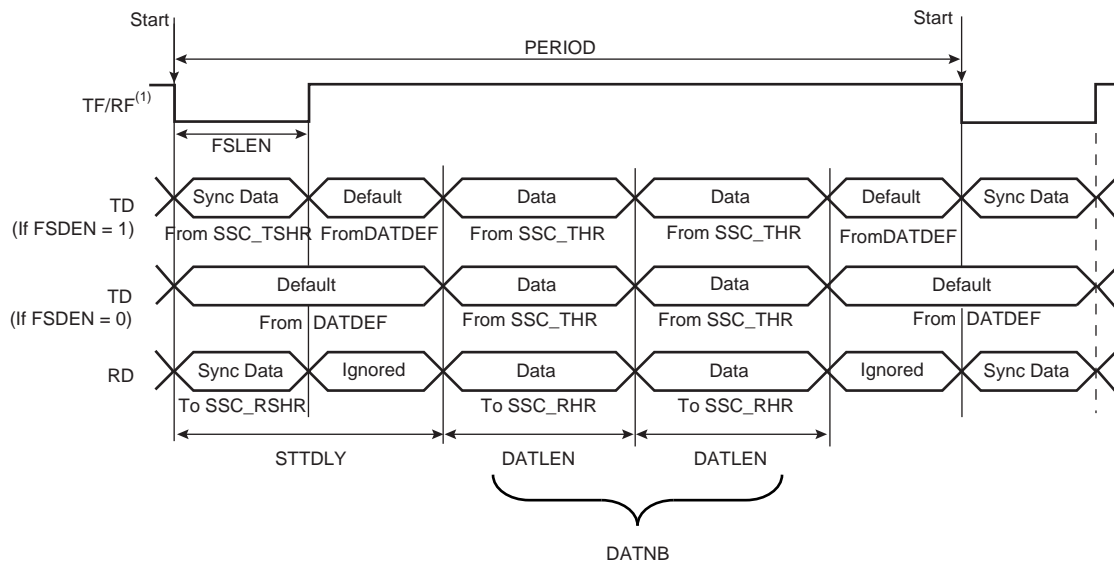 Start
Start
PERIOD
TF/RF(1)
FSLEN
TD
(If FSDEN = 1)
Sync Data
Default
Data
Data
Default
Sync Data
From SSC_TSHR
FromDATDEF
From SSC_THR
From SSC_THR
FromDATDEF
TD
(If FSDEN = 0)
Default
Data
Data
Default
From DATDEF
From SSC_THR
From SSC_THR
From DATDEF
RD
Sync Data
Ignored
Data
Data
Ignored
Sync Data
To SSC_RSHR
To SSC_RHR
To SSC_RHR
STTDLY
DATLEN
DATLEN
DATNB